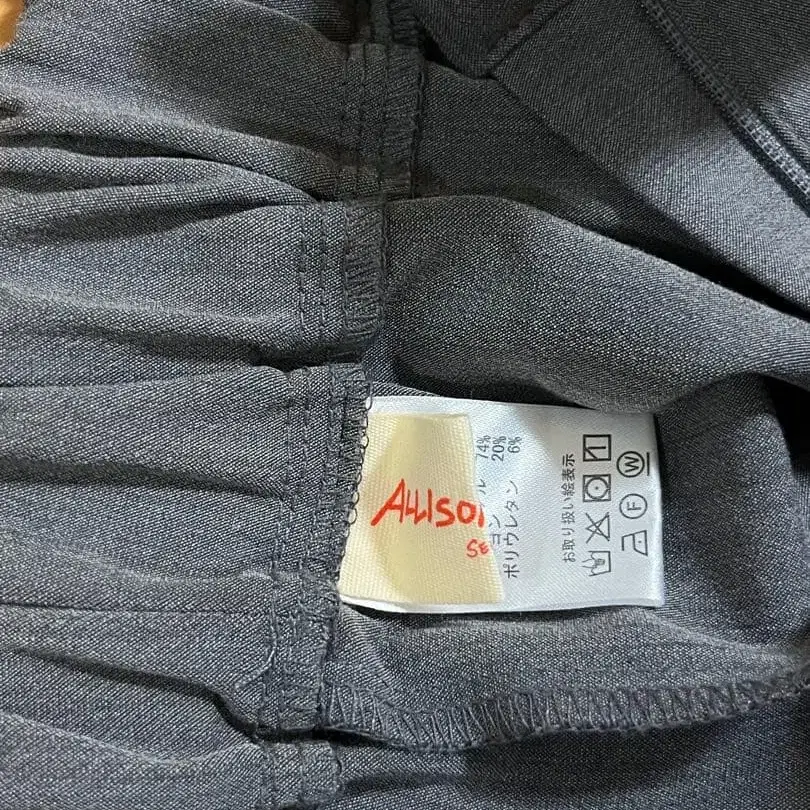 ALLISO
SE
ル 74%
ヨン 20%
ポリウレタン 6%
お取り扱い絵表示
F
W